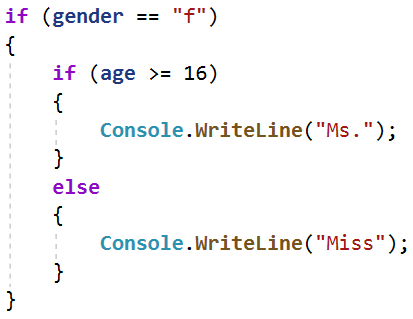 if (gender == "f")
{
    if (age >= 16)
    {
        Console.WriteLine("Ms.");
    }
    else
    {
        Console.WriteLine("Miss");
    }
}